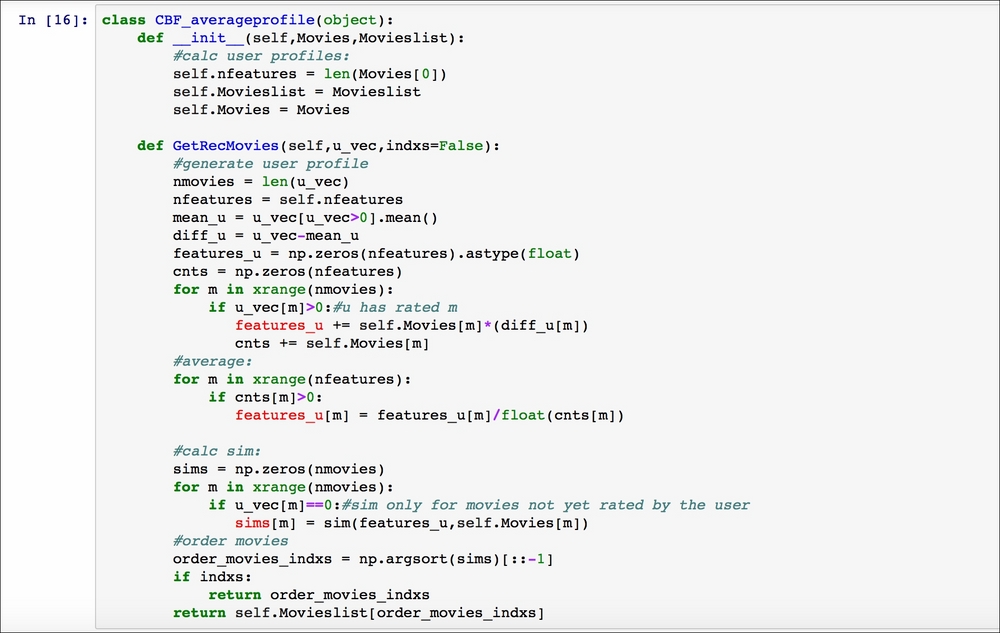 In [16]: class CBF_averageprofile(object):
    def __init__(self,Movies,Movieslist):
        #calc user profiles:
        self.nfeatures = len(Movies[0])
        self.Movieslist = Movieslist
        self.Movies = Movies

    def GetRecMovies(self,u_vec,indxs=False):
        #generate user profile
        nmovies = len(u_vec)
        nfeatures = self.nfeatures
        mean_u = u_vec[u_vec>0].mean()
        diff_u = u_vec-mean_u
        features_u = np.zeros(nfeatures).astype(float)
        cnts = np.zeros(nfeatures)
        for m in xrange(nmovies):
            if u_vec[m]>0:#u has rated m
               features_u += self.Movies[m]*(diff_u[m])
               cnts += self.Movies[m]
        #average:
        for m in xrange(nfeatures):
            if cnts[m]>0:
               features_u[m] = features_u[m]/float(cnts[m])

        #calc sim:
        sims = np.zeros(nmovies)
        for m in xrange(nmovies):
            if u_vec[m]==0:#sim only for movies not yet rated by the user
               sims[m] = sim(features_u,self.Movies[m])
        #order movies
        order_movies_indxs = np.argsort(sims)[::-1]
        if indxs:
            return order_movies_indxs
        return self.Movieslist[order_movies_indxs]